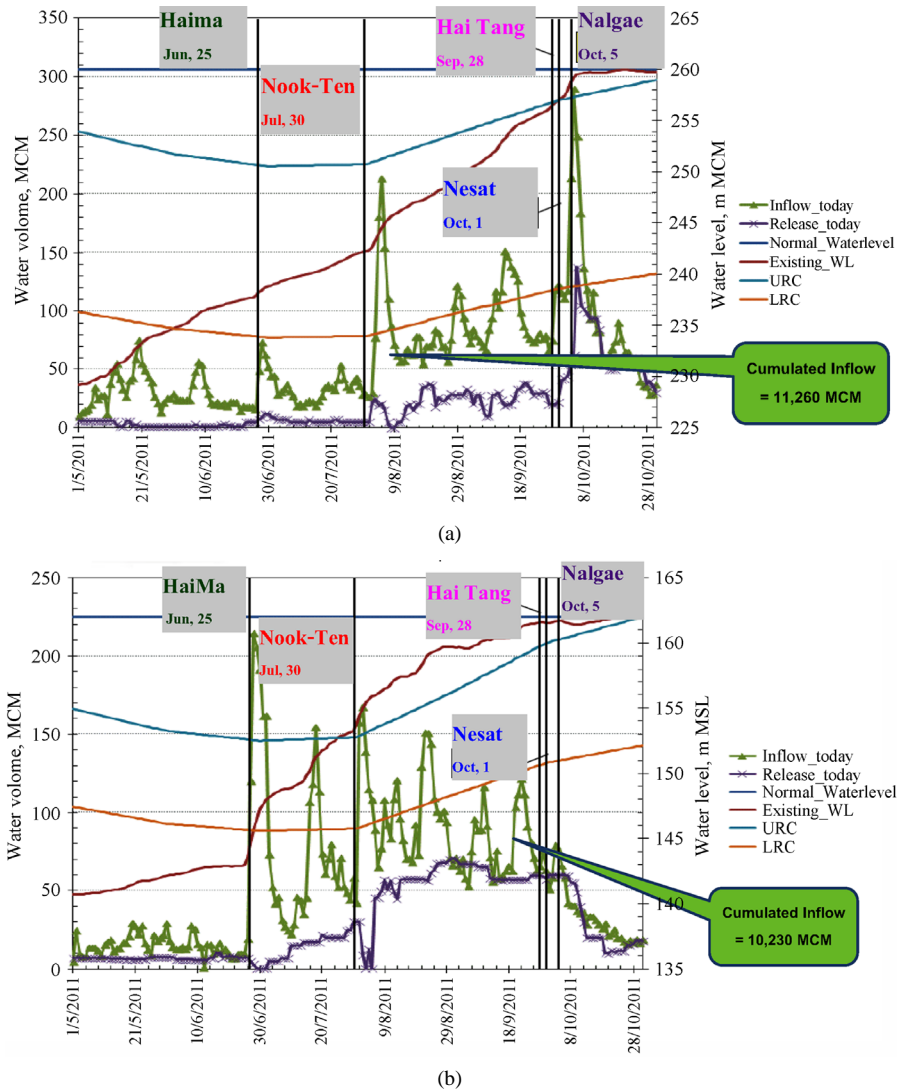 350
300
250
200
150
100
50
0
Water volume, MCM
265
260
255
250
245
240
235
230
225
Water level, m MCM
Haima
Jun, 25
Nook-Ten
Jul, 30
Hai Tang
Sep, 28
Nalgae
Oct, 5
Nesat
Oct, 1
Inflow_today
Release_today
Normal_Waterlevel
Existing_WL
URC
LRC
Cumulated Inflow
= 11,260 MCM
1/5/2011
21/5/2011
10/6/2011
30/6/2011
20/7/2011
9/8/2011
29/8/2011
18/9/2011
8/10/2011
28/10/2011
(a)
250
200
150
100
50
0
Water volume, MCM
165
160
155
150
145
140
135
Water level, m MSL
HaiMa
Jun, 25
Nook-Ten
Jul, 30
Hai Tang
Sep, 28
Nalgae
Oct, 5
Nesat
Oct, 1
Inflow_today
Release_today
Normal_Waterlevel
Existing_WL
URC
LRC
Cumulated Inflow
= 10,230 MCM
1/5/2011
21/5/2011
10/6/2011
30/6/2011
20/7/2011
9/8/2011
29/8/2011
18/9/2011
8/10/2011
28/10/2011
(b)